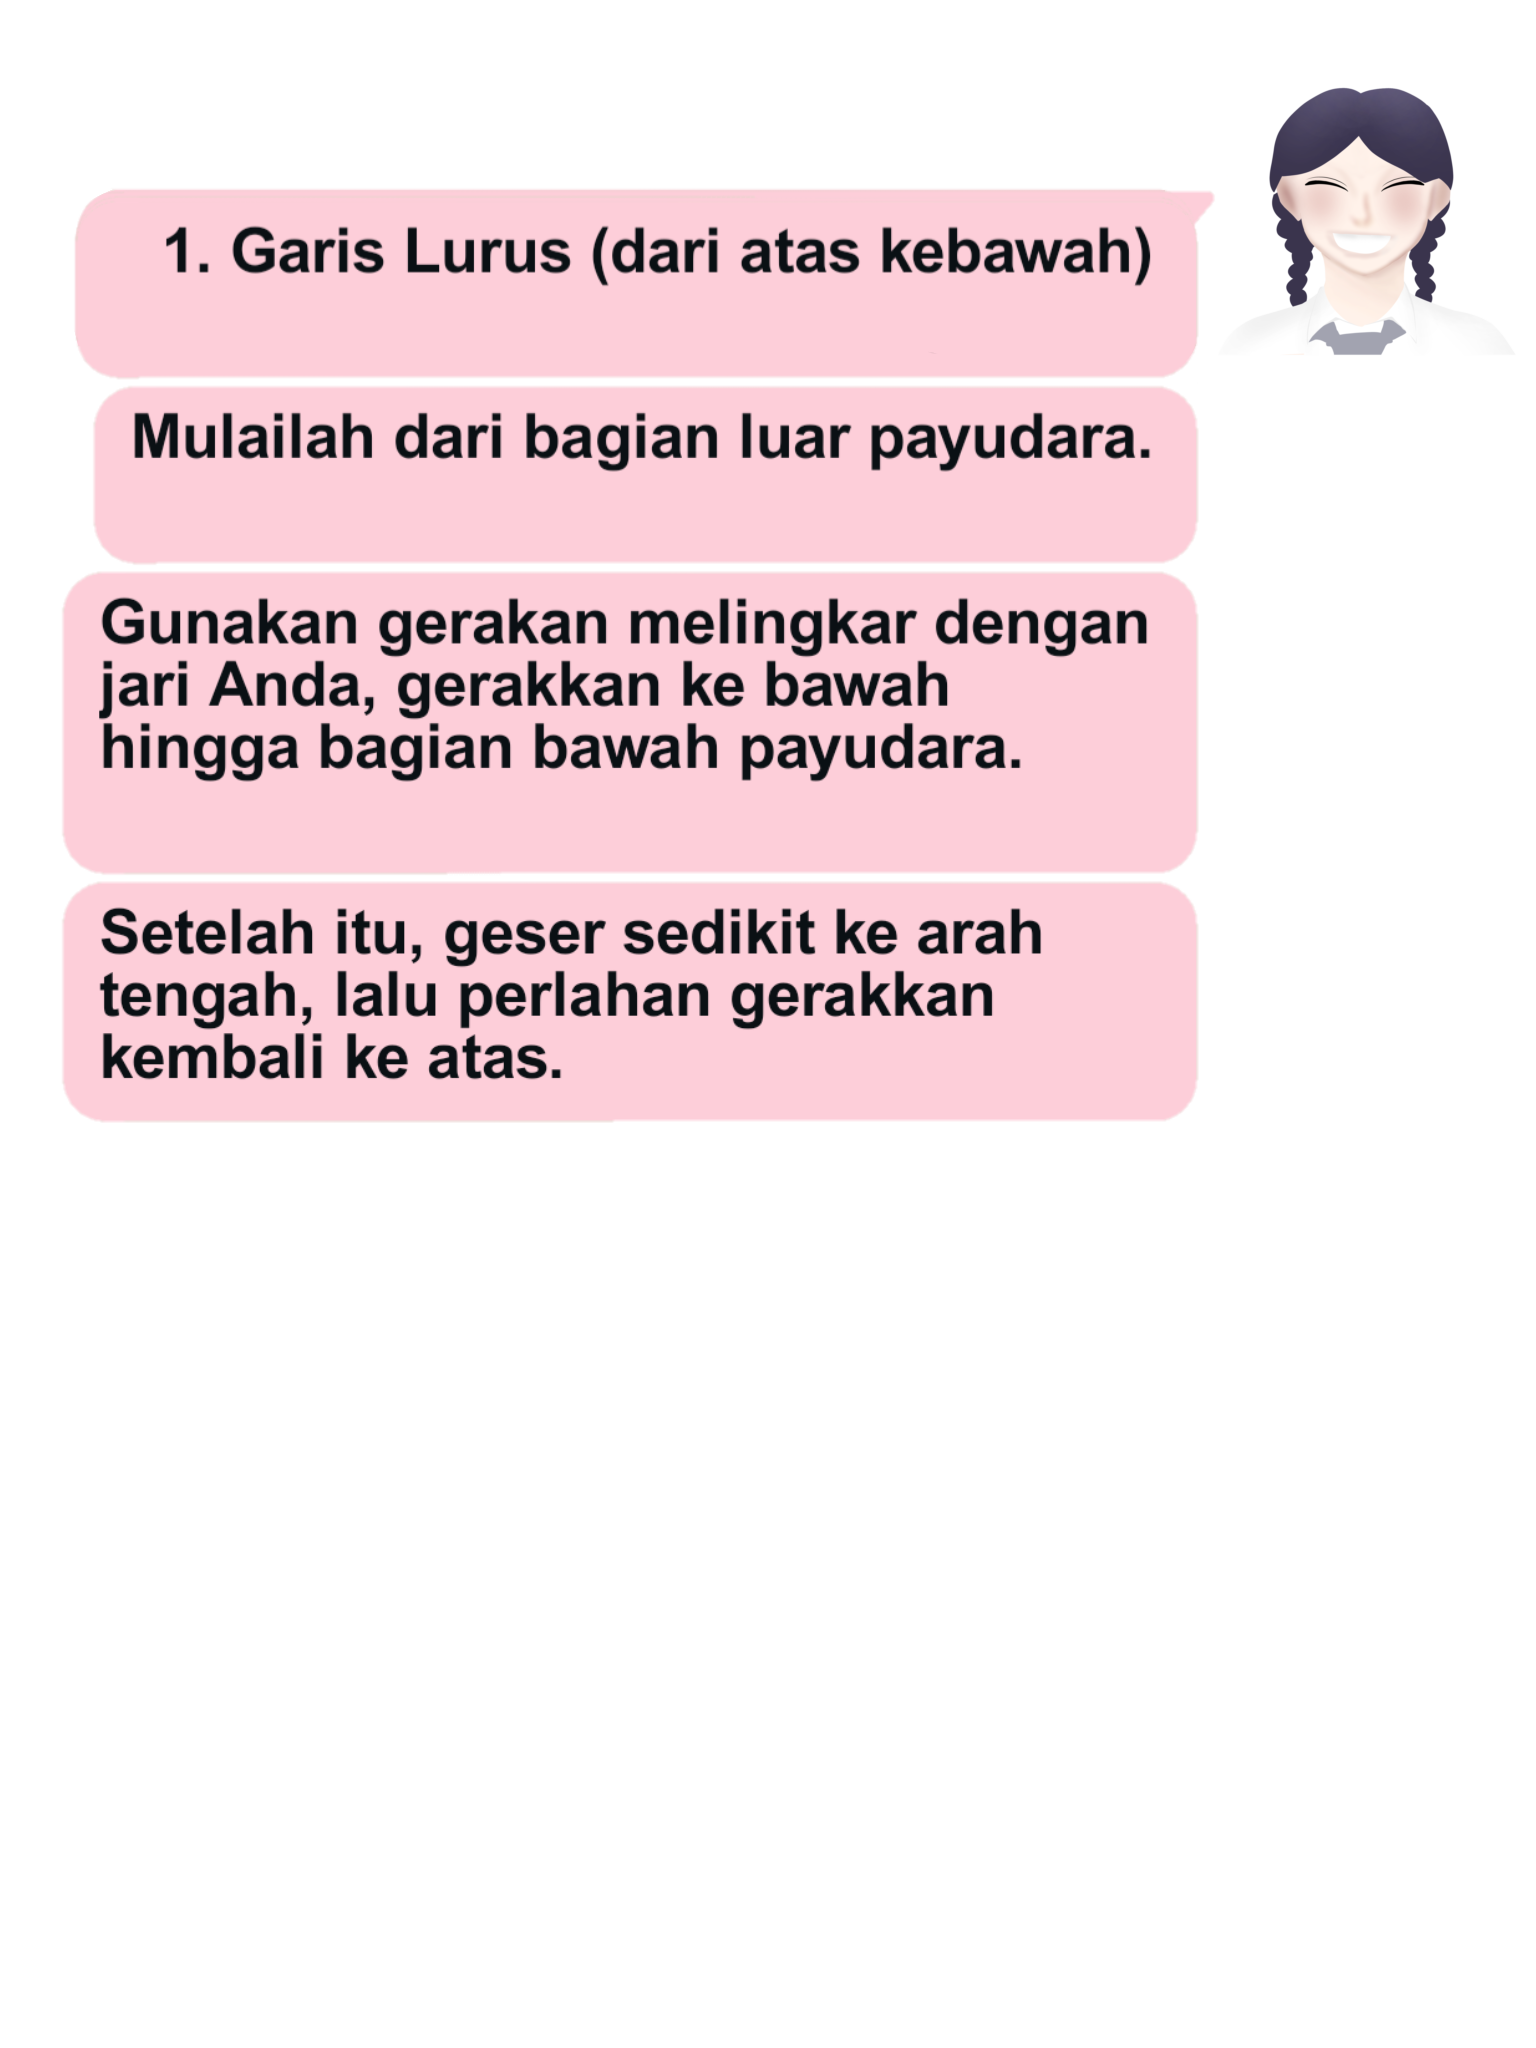 1. Garis Lurus (dari atas kebawah)
Mulailah dari bagian luar payudara.
Gunakan gerakan melingkar dengan
jari Anda, gerakkan ke bawah
hingga bagian bawah payudara.
Setelah itu, geser sedikit ke arah
tengah, lalu perlahan gerakkan
kembali ke atas.